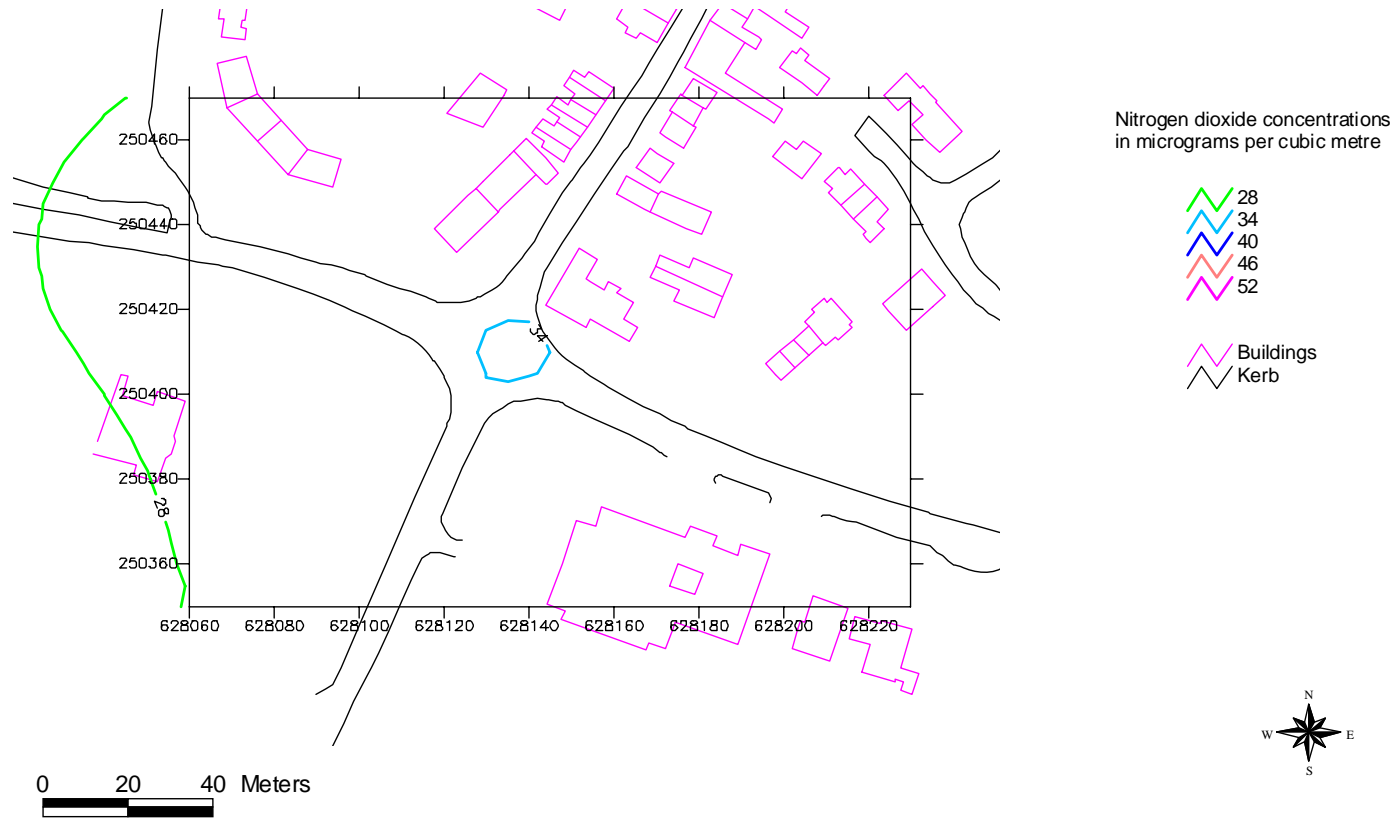 Nitrogen dioxide concentrations
in micrograms per cubic metre
28
34
40
46
52
Buildings
Kerb
250460
250440
250420
250400
250380
250360
34
28
628060 628080 628100 628120 628140 628160 628180 628200 628220
N
W E
S
0 20 40 Meters